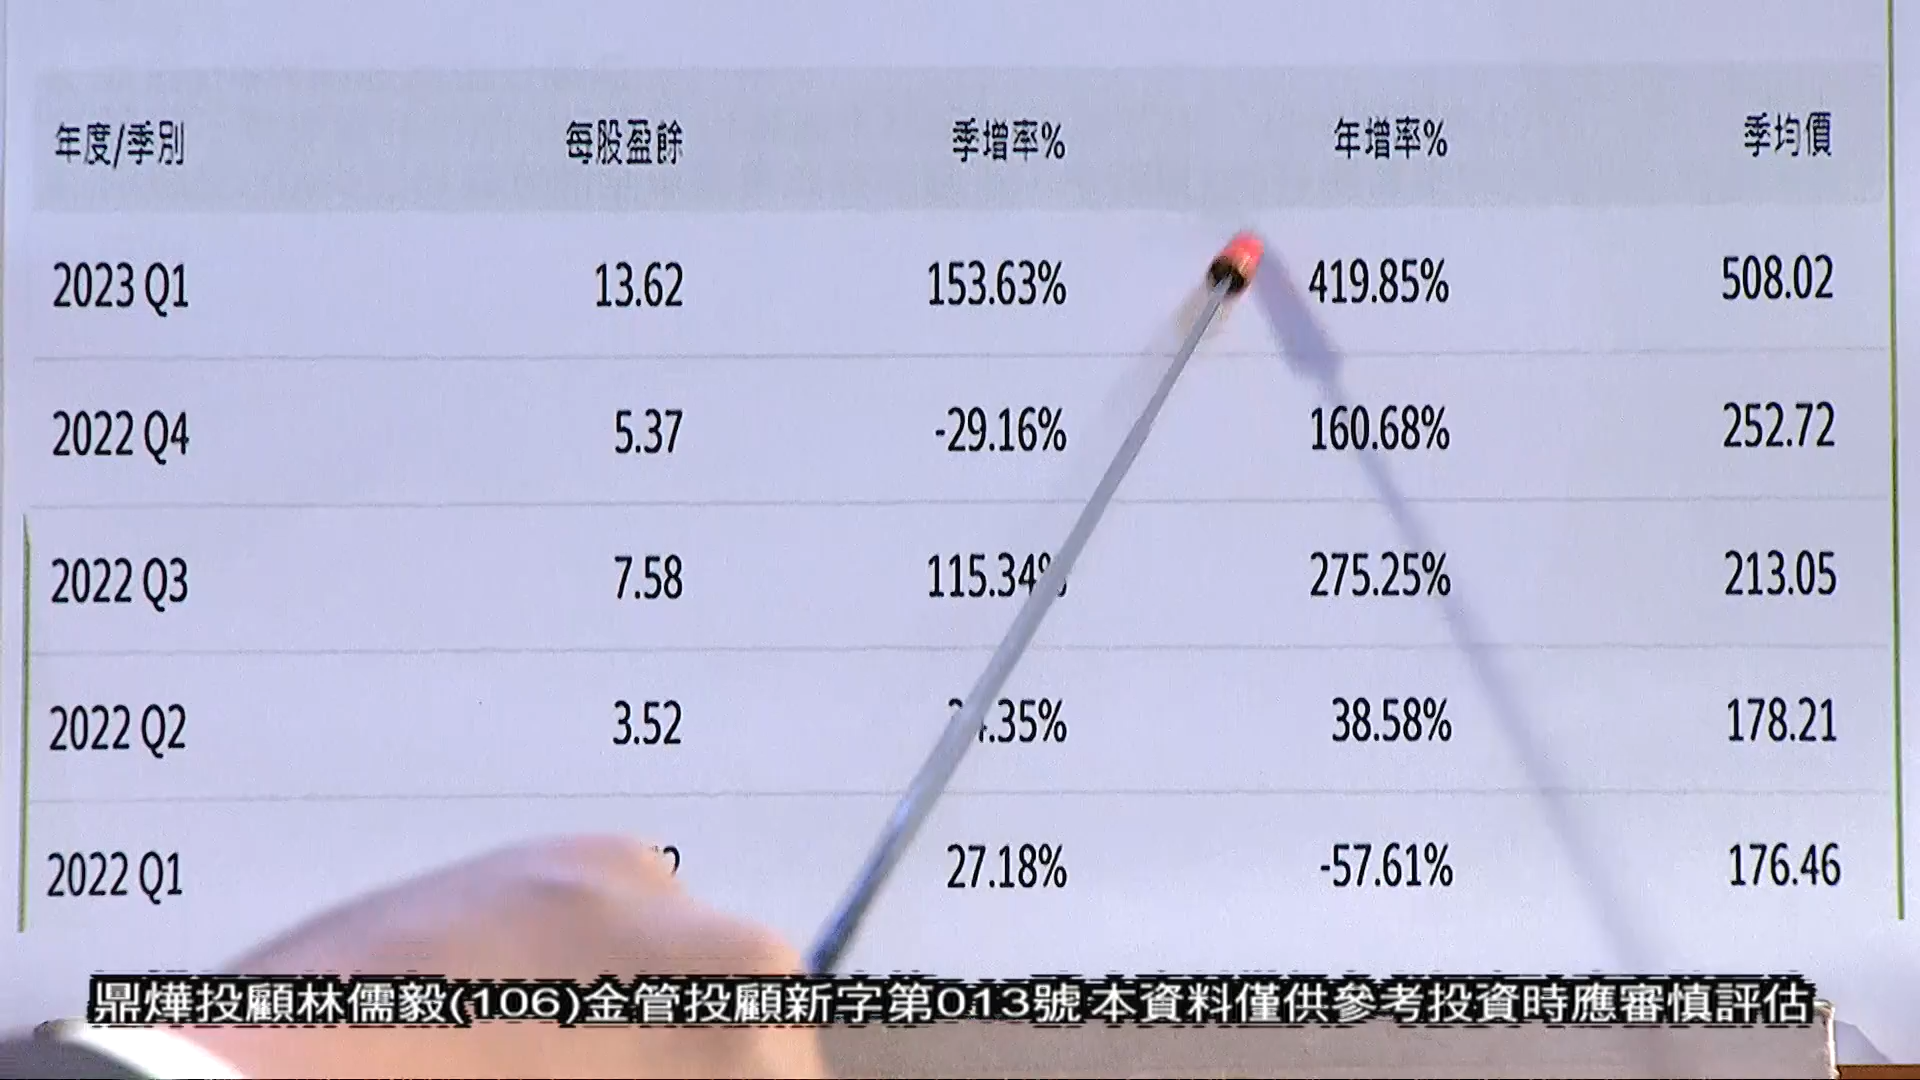 年度/季別 每股盈餘 季增率% 年增率% 季均價
2023 Q1 13.62 153.63% 419.85% 508.02
2022 Q4 5.37 -29.16% 160.68% 252.72
2022 Q3 7.58 115.34% 275.25% 213.05
2022 Q2 3.52 38.58% 178.21
2022 Q1 27.18% -57.61% 176.46
鼎燁投顧林儒毅(106)金管投顧新字第013號 本資料僅供參考投資時應審慎評估